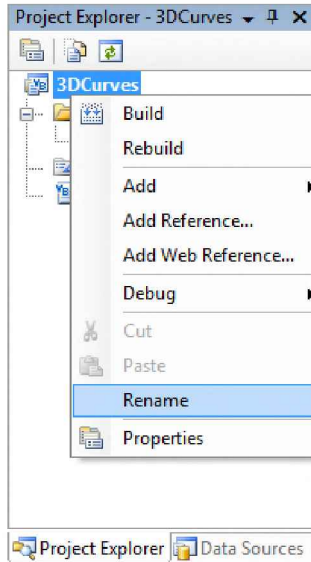 Project Explorer - 3DCurves
3DCurves
Build
Rebuild
Add
Add Reference...
Add Web Reference...
Debug
Cut
Paste
Rename
Properties
Project Explorer
Data Sources